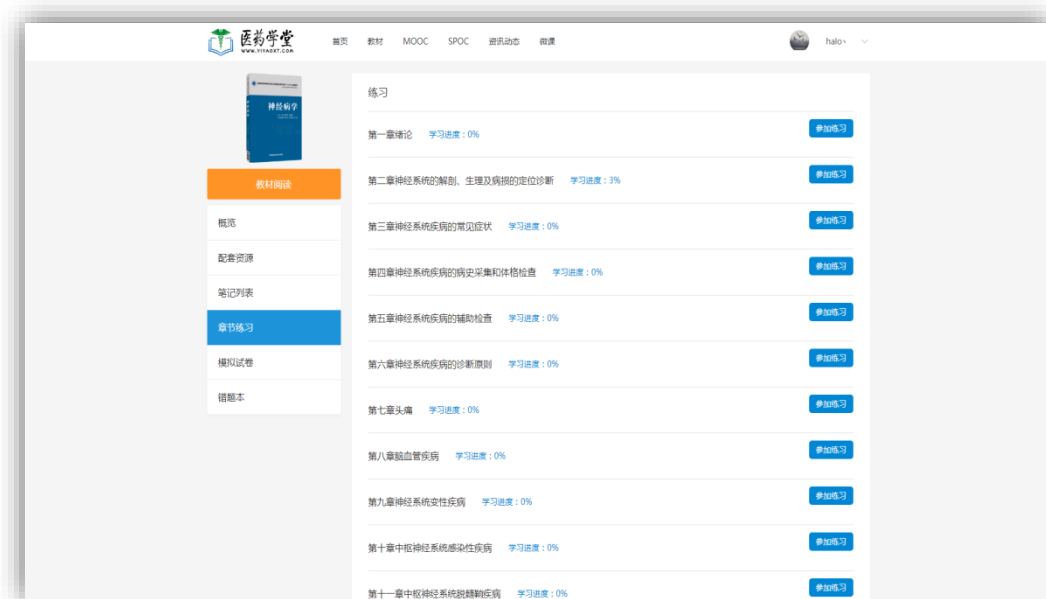 医药学堂
WWW.YIYAOXT.COM
首页 教材 MOOC SPOC 资讯动态 微课
halo
神经病学
教材阅读
概览
配套资源
笔记列表
章节练习
模拟试卷
错题本
练习
第一章绪论 学习进度：0% 参加练习
第二章神经系统的解剖、生理及病损的定位诊断 学习进度：3% 参加练习
第三章神经系统疾病的常见症状 学习进度：0% 参加练习
第四章神经系统疾病的病史采集和体格检查 学习进度：0% 参加练习
第五章神经系统疾病的辅助检查 学习进度：0% 参加练习
第六章神经系统疾病的诊断原则 学习进度：0% 参加练习
第七章头痛 学习进度：0% 参加练习
第八章脑血管疾病 学习进度：0% 参加练习
第九章神经系统变性疾病 学习进度：0% 参加练习
第十章中枢神经系统感染性疾病 学习进度：0% 参加练习
第十一章中枢神经系统脱髓鞘疾病 学习进度：0% 参加练习